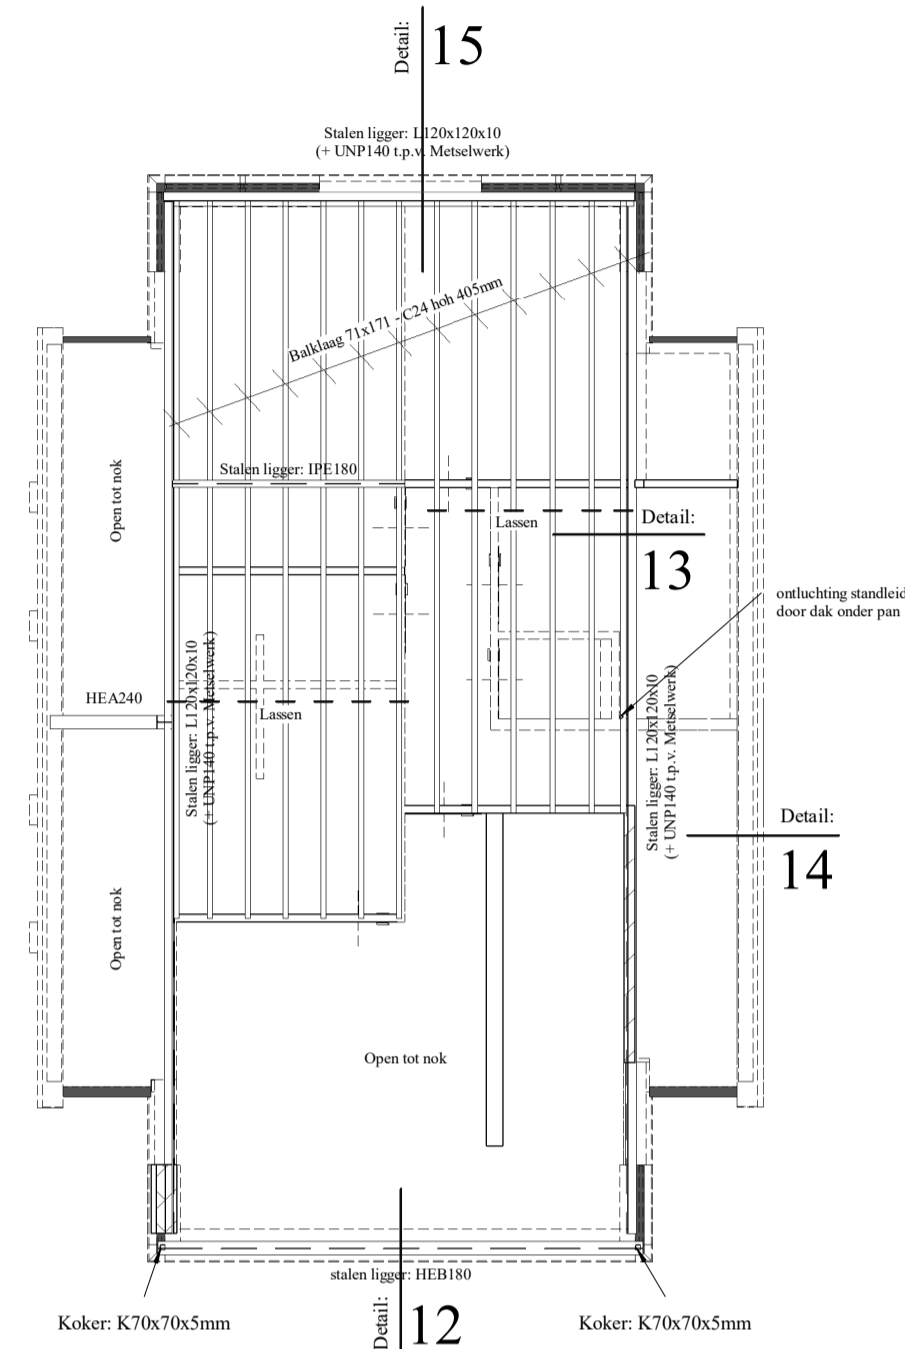 Detail:
15
Stalen ligger: L120x120x10
(+ UNP140 t.p.v. Metselwerk)
Balklaag 71x171 - C24 hoh 405mm
Open tot nok
Stalen ligger: IPE180
Lassen
Detail:
13
ontluchting standleid
door dak onder pan
HEA240
Stalen ligger: L120x120x10
(+ UNP140 t.p.v. Metselwerk)
Lassen
Stalen ligger: L120x120x10
(+ UNP140 t.p.v. Metselwerk)
Detail:
14
Open tot nok
Open tot nok
stalen ligger: HEB180
Koker: K70x70x5mm
Detail:
12
Koker: K70x70x5mm